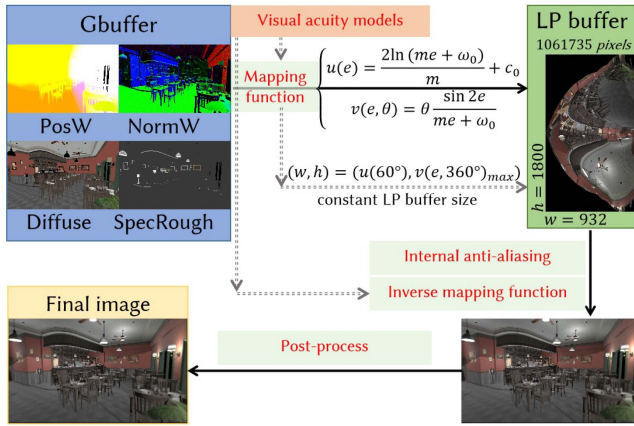 Gbuffer
PosW
NormW
Diffuse
SpecRough
Visual acuity models
Mapping
function
u(e) = 2ln (me + ω₀) / m + c₀
v(e, θ) = θ sin 2e / me + ω₀
(w, h) = (u(60°), v(e, 360°)ₘₐₓ)
constant LP buffer size
LP buffer
1061735 pixels
h = 1800
w = 932
Internal anti-aliasing
Inverse mapping function
Post-process
Final image